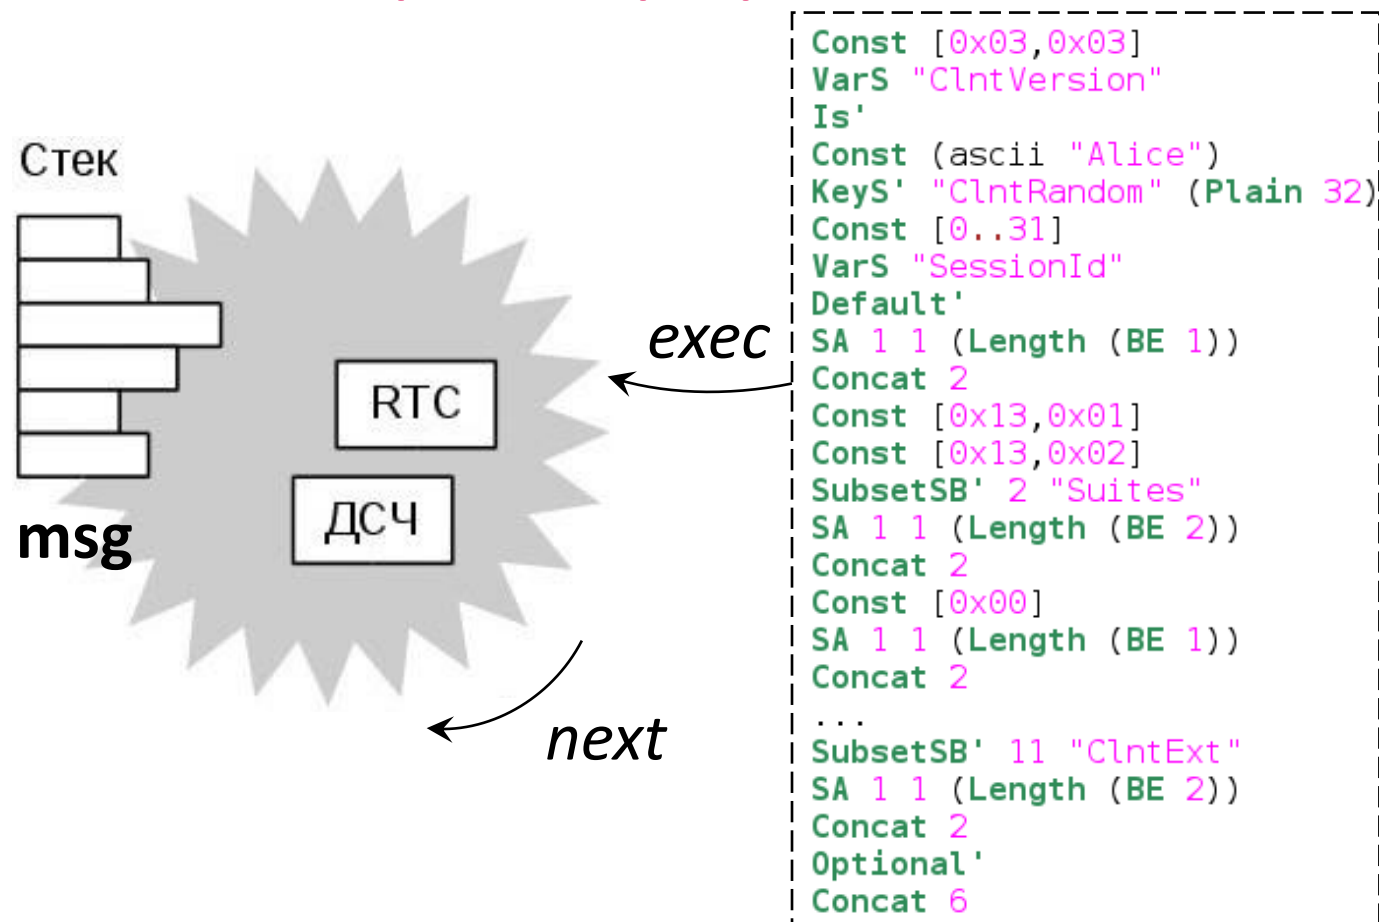 Стек
msg
RTC
ДСЧ
exec
next
Const [0x03,0x03]
VarS "ClntVersion"
Is'
Const (ascii "Alice")
KeyS' "ClntRandom" (Plain 32)
Const [0..31]
VarS "SessionId"
Default'
SA 1 1 (Length (BE 1))
Concat 2
Const [0x13,0x01]
Const [0x13,0x02]
SubsetSB' 2 "Suites"
SA 1 1 (Length (BE 2))
Concat 2
Const [0x00]
SA 1 1 (Length (BE 1))
Concat 2
...
SubsetSB' 11 "ClntExt"
SA 1 1 (Length (BE 2))
Concat 2
Optional'
Concat 6